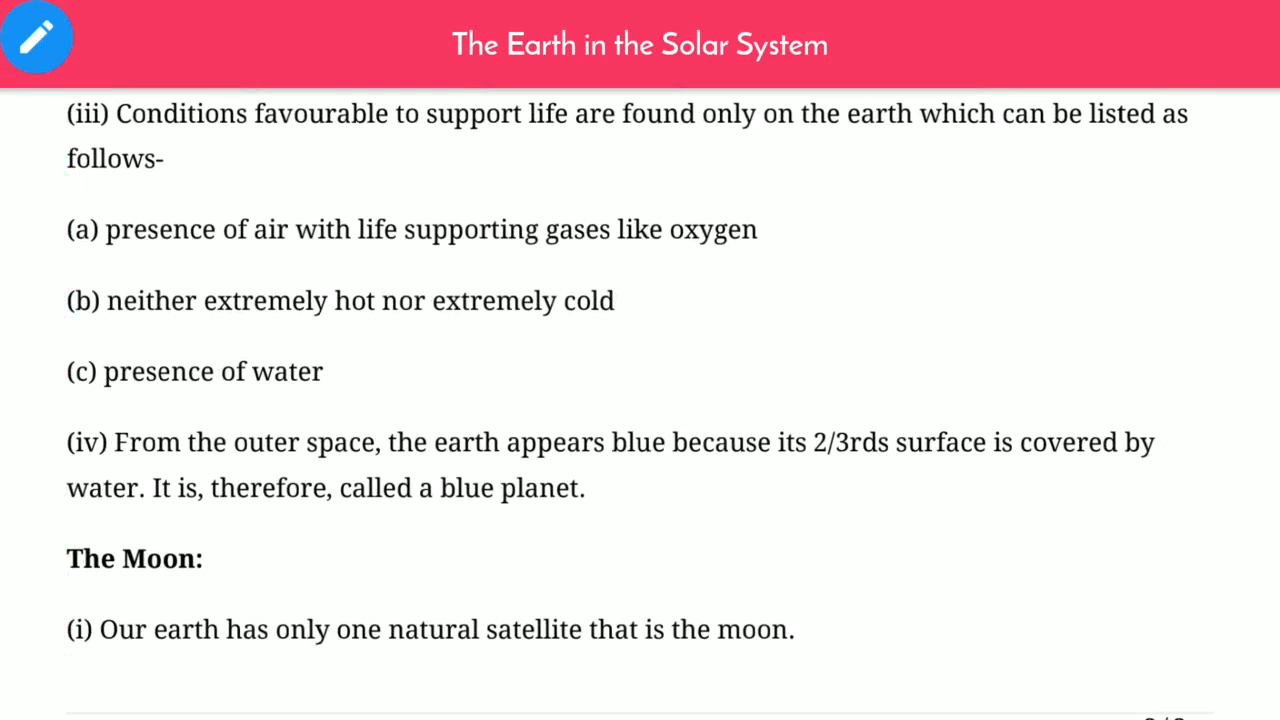 The Earth in the Solar System
(iii) Conditions favourable to support life are found only on the earth which can be listed as
follows-
(a) presence of air with life supporting gases like oxygen
(b) neither extremely hot nor extremely cold
(c) presence of water
(iv) From the outer space, the earth appears blue because its 2/3rds surface is covered by
water. It is, therefore, called a blue planet.
The Moon:
(i) Our earth has only one natural satellite that is the moon.